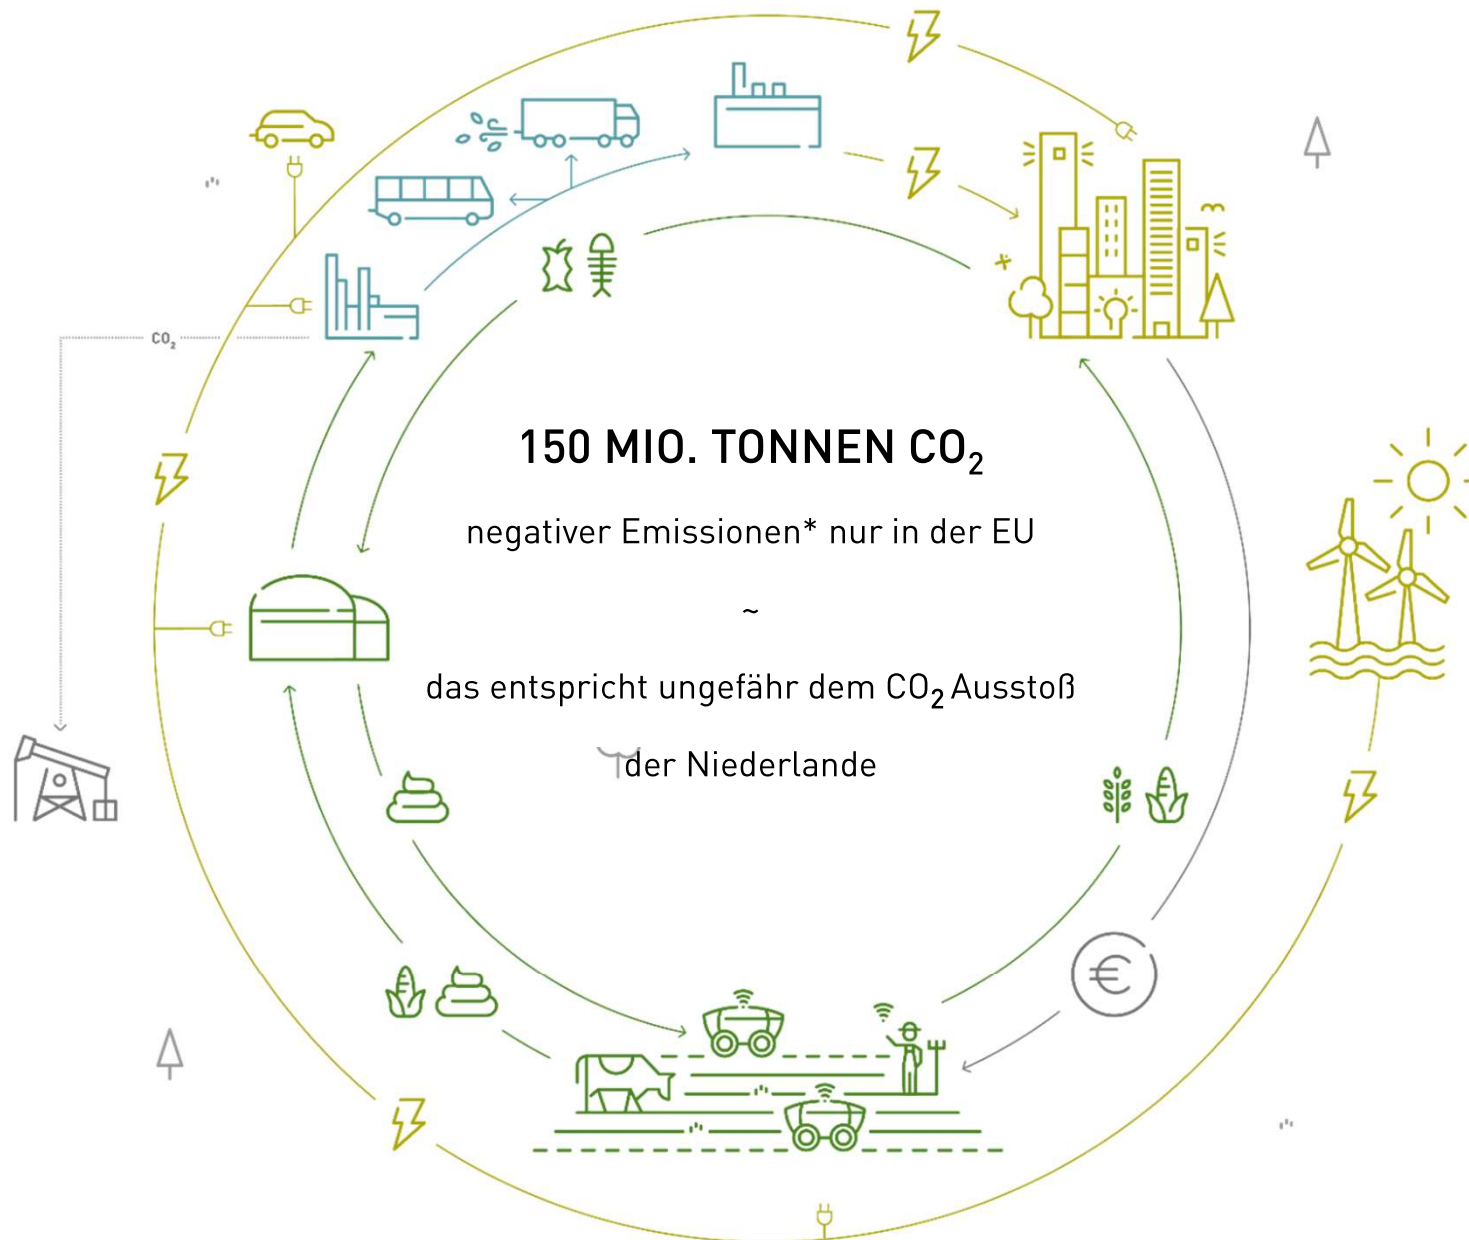 CO₂
150 MIO. TONNEN CO₂
negativer Emissionen* nur in der EU
~
das entspricht ungefähr dem CO₂ Ausstoß
der Niederlande
€